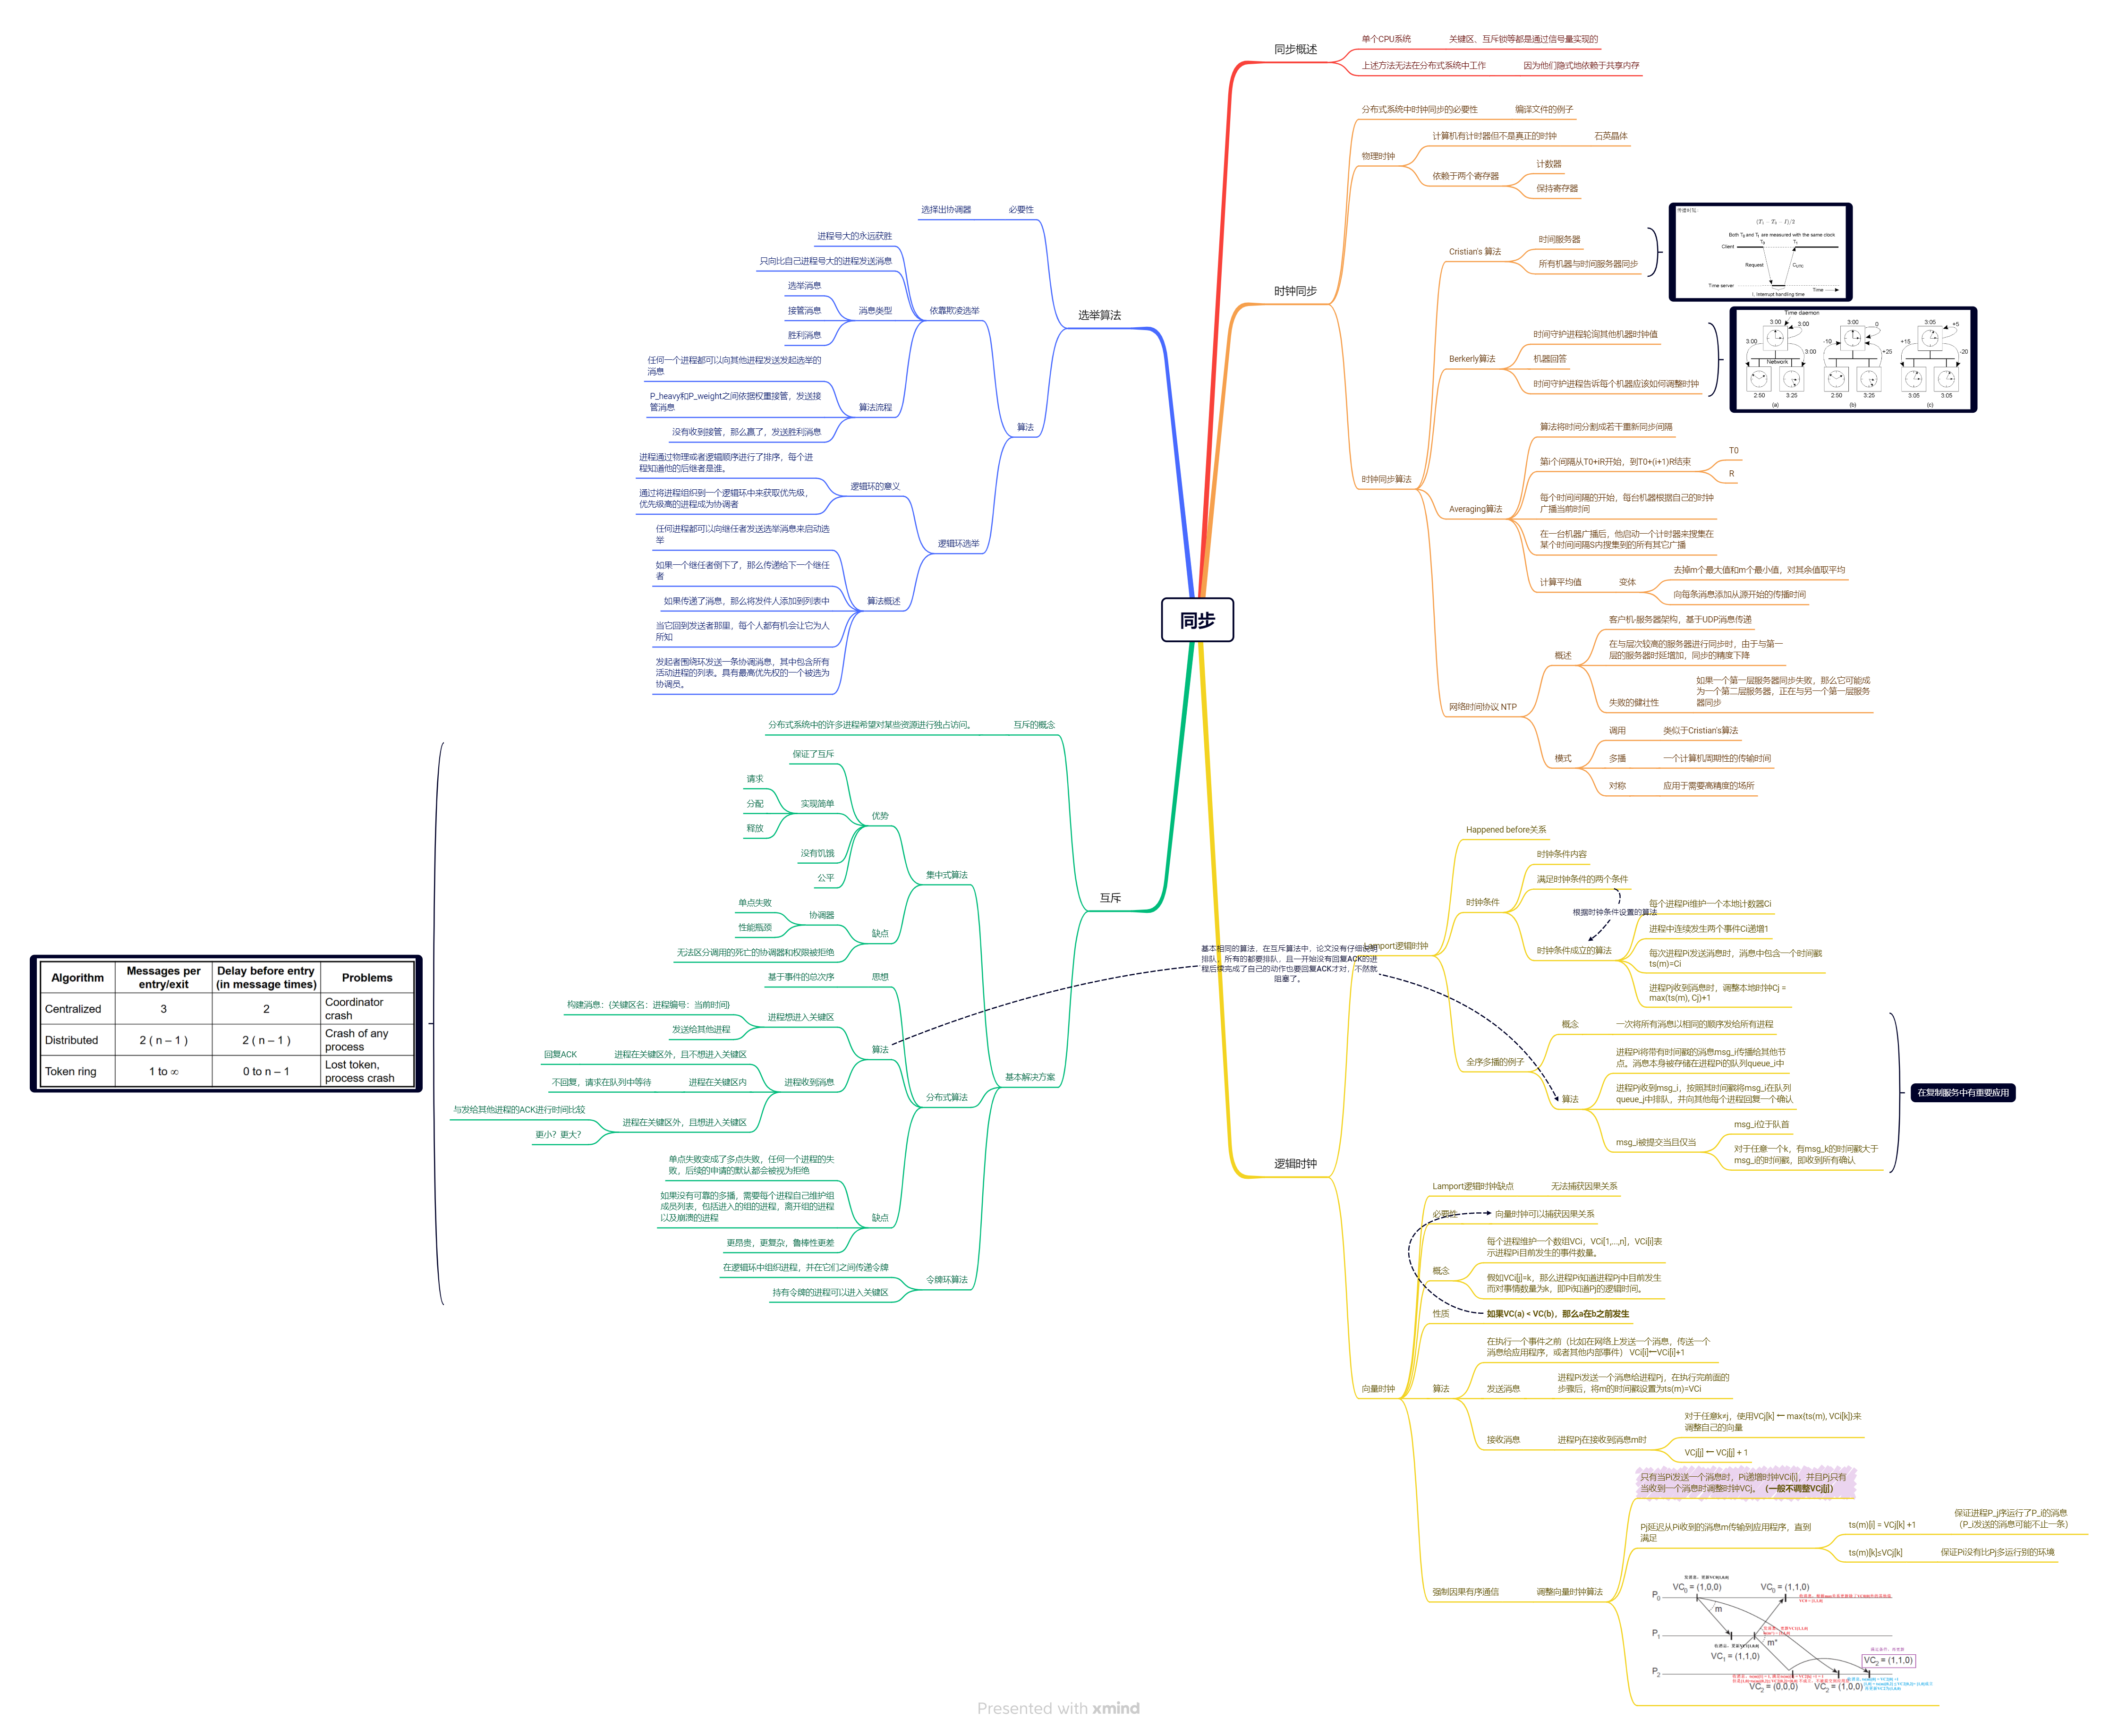 同步
同步概述
单个CPU系统
关键区、互斥锁等都是通过信号量实现的
上述方法无法在分布式系统中工作
因为他们隐式地依赖于共享内存
时钟同步
分布式系统中时钟同步的必要性
编译文件的例子
物理时钟
计算机有计时器但不是真正的时钟
石英晶体
依赖于两个寄存器
计数器
保持寄存器
时钟同步算法
Cristian's 算法
时间服务器
所有机器与时间服务器同步
Both T0 and T1 are measured with the same clock
Client
T0
T1
Request
CUTC
Time server
Time
I, Interrupt handling time
Berkerly算法
时间守护进程轮询其他机器时钟值
机器回答
时间守护进程告诉每个机器应该如何调整时钟
Time daemon
3:00
3:00
3:00
3:00
Network
2:50
3:25
(a)
3:00
0
-10
+25
2:50
3:25
(b)
3:05
+5
+15
-20
3:05
3:05
(c)
Averaging算法
算法将时间分割成若干重新同步间隔
第i个间隔从T0+iR开始，到T0+(i+1)R结束
T0
R
每个时间间隔的开始，每台机器根据自己的时钟
广播当前时间
在一台机器广播后，他启动一个计时器来搜集在
某个时间间隔S内搜集到的所有其它广播
计算平均值
变体
去掉m个最大值和m个最小值，对其余值取平均
向每条消息添加从源开始的传播时间
网络时间协议 NTP
概述
客户机-服务器架构，基于UDP消息传递
在与层次较高的服务器进行同步时，由于与第一
层的服务器时延增加，同步的精度下降
失败的健壮性
如果一个第一层服务器同步失败，那么它可能成
为一个第二层服务器，正在与另一个第一层服务
器同步
模式
调用
类似于Cristian's算法
多播
一个计算机周期性的传输时间
对称
应用于需要高精度的场所
逻辑时钟
Lamport逻辑时钟
Happened before关系
时钟条件
时钟条件内容
满足时钟条件的两个条件
根据时钟条件设置的算法
时钟条件成立的算法
每个进程Pi维护一个本地计数器Ci
进程中连续发生两个事件Ci递增1
每次进程Pi发送消息时，消息中包含一个时间戳
ts(m)=Ci
进程Pj收到消息时，调整本地时钟Cj =
max(ts(m), Cj)+1
全序多播的例子
概念
一次将所有消息以相同的顺序发给所有进程
算法
进程Pi将带有时间戳的消息msg_i传播给其他节
点。消息本身被存储在进程Pi的队列queue_i中
进程Pj收到msg_i，按照其时间戳将msg_i在队列
queue_j中排队，并向其他每个进程回复一个确认
msg_i被提交当且仅当
msg_i位于队首
对于任意一个k，有msg_k的时间戳大于
msg_i的时间戳，即收到所有确认
在复制服务中有重要应用
向量时钟
Lamport逻辑时钟缺点
无法捕获因果关系
必要性
向量时钟可以捕获因果关系
概念
每个进程维护一个数组VCi，VCi[1,...,n]，VCi[i]表
示进程Pi目前发生的事件数量。
假如VCi[j]=k，那么进程Pi知道进程Pj中目前发生
而对事情数量为k，即Pi知道Pj的逻辑时间。
性质
如果VC(a) < VC(b)，那么a在b之前发生
算法
在执行一个事件之前（比如在网络上发送一个消息，传送一个
消息给应用程序，或者其他内部事件） VCi[i]←VCi[i]+1
发送消息
进程Pi发送一个消息给进程Pj，在执行完前面的
步骤后，将m的时间戳设置为ts(m)=VCi
接收消息
进程Pj在接收到消息m时
对于任意k≠j，使用VCj[k] ← max{ts(m), VCi[k]}来
调整自己的向量
VCj[j] ← VCj[j] + 1
强制因果有序通信
调整向量时钟算法
只有当Pi发送一个消息时，Pi递增时钟VCi[i]，并且Pj只有
当收到一个消息时调整时钟VCj。（一般不调整VCj[j]）
Pj延迟从Pi收到的消息m传输到应用程序，直到
满足
ts(m)[i] = VCj[k] +1
保证进程P_j序运行了P_i的消息
（P_i发送的消息可能不止一条）
ts(m)[k]≤VCj[k]
保证Pi没有比Pj多运行别的环境
VC0 = (1,0,0)
VC0 = (1,1,0)
P0
m
P1
m*
VC1 = (1,1,0)
VC2 = (1,1,0)
P2
VC2 = (0,0,0)
VC2 = (1,0,0)
选举算法
必要性
选择出协调器
算法
依靠欺凌选举
进程号大的永远获胜
只向比自己进程号大的进程发送消息
消息类型
选举消息
接管消息
胜利消息
算法流程
任何一个进程都可以向其他进程发送发起选举的
消息
P_heavy和P_weight之间依据权重接管，发送接
管消息
没有收到接管，那么赢了，发送胜利消息
逻辑环选举
逻辑环的意义
进程通过物理或者逻辑顺序进行了排序，每个进
程知道他的后继者是谁。
通过将进程组织到一个逻辑环中来获取优先级，
优先级高的进程成为协调者
算法概述
任何进程都可以向继任者发送选举消息来启动选
举
如果一个继任者倒下了，那么传递给下一个继任
者
如果传递了消息，那么将发件人添加到列表中
当它回到发送者那里，每个人都有机会让它为人
所知
发起者围绕环发送一条协调消息，其中包含所有
活动进程的列表。具有最高优先权的一个被选为
协调员。
互斥
互斥的概念
分布式系统中的许多进程希望对某些资源进行独占访问。
基本解决方案
集中式算法
优势
保证了互斥
实现简单
请求
分配
释放
没有饥饿
公平
缺点
协调器
单点失败
性能瓶颈
无法区分调用的死亡的协调器和权限被拒绝
分布式算法
思想
基于事件的总次序
算法
进程想进入关键区
构建消息：{关键区名：进程编号：当前时间}
发送给其他进程
进程收到消息
进程在关键区外，且不想进入关键区
回复ACK
进程在关键区内
不回复，请求在队列中等待
进程在关键区外，且想进入关键区
与发给其他进程的ACK进行时间比较
更小？更大？
缺点
单点失败变成了多点失败，任何一个进程的失
败，后续的申请的默认都会被视为拒绝
如果没有可靠的多播，需要每个进程自己维护组
成员列表，包括进入的组的进程，离开组的进程
以及崩溃的进程
更昂贵，更复杂，鲁棒性更差
令牌环算法
在逻辑环中组织进程，并在它们之间传递令牌
持有令牌的进程可以进入关键区
基本相同的算法，在互斥算法中，论文没有仔细说明
排队，所有的都要排队，且一开始没有回复ACK的进
程后续完成了自己的动作也要回复ACK才对，不然就
阻塞了。
Algorithm
Messages per
entry/exit
Delay before entry
(in message times)
Problems
Centralized
3
2
Coordinator
crash
Distributed
2 ( n – 1 )
2 ( n – 1 )
Crash of any
process
Token ring
1 to ∞
0 to n – 1
Lost token,
process crash
Presented with xmind